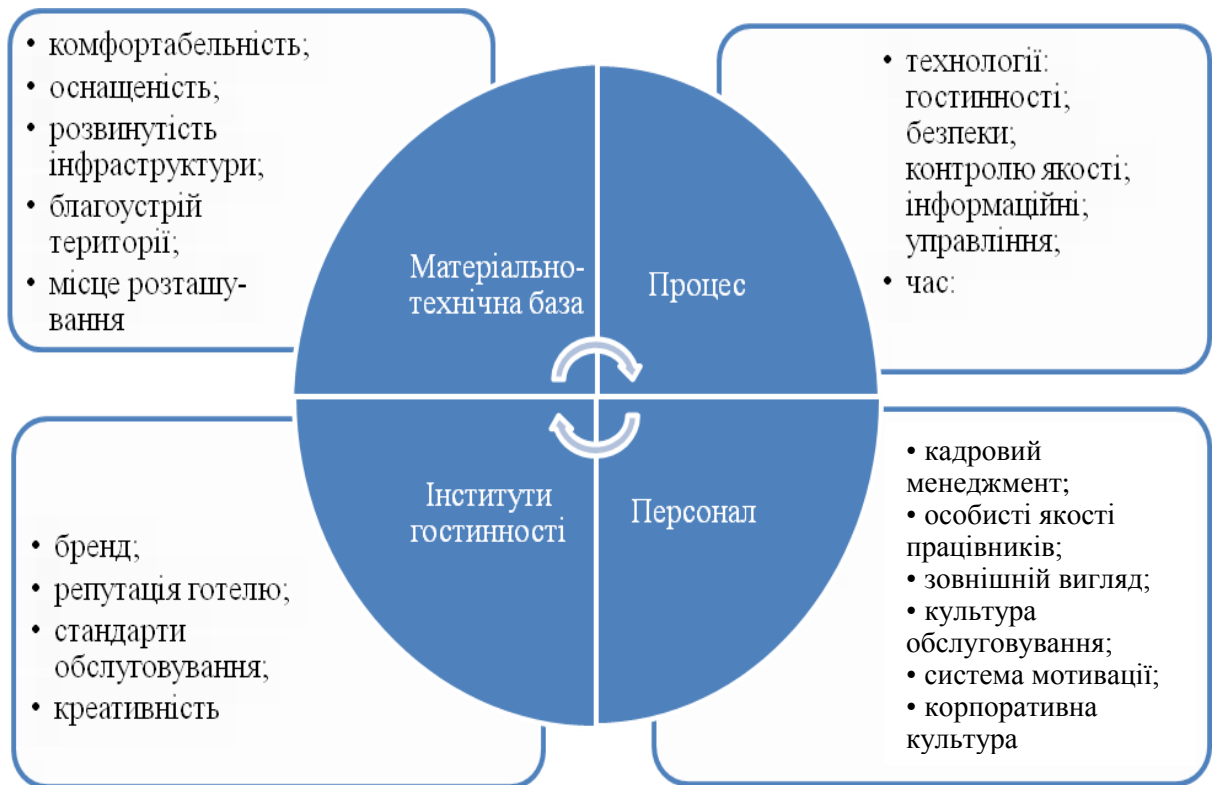 • комфортабельність;
• оснащеність;
• розвинутість
інфраструктури;
• благоустрій
території;
• місце розташу-
вання
• технології:
гостинності;
безпеки;
контролю якості;
інформаційні;
управління;
• час:
Матеріально-
технічна база
Процес
Інститути
гостинності
Персонал
• бренд;
• репутація готелю;
• стандарти
обслуговування;
• креативність
• кадровий
менеджмент;
• особисті якості
працівників;
• зовнішній вигляд;
• культура
обслуговування;
• система мотивації;
• корпоративна
культура